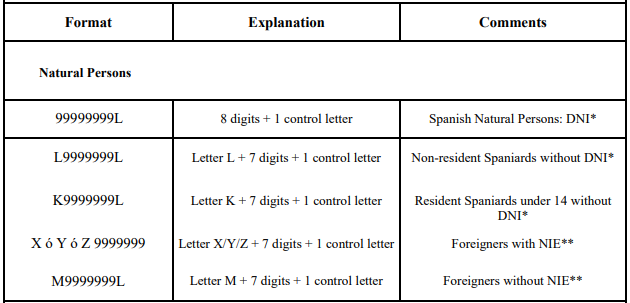 Format Explanation Comments
Natural Persons
99999999L 8 digits + 1 control letter Spanish Natural Persons: DNI*
L9999999L Letter L + 7 digits + 1 control letter Non-resident Spaniards without DNI*
K9999999L Letter K + 7 digits + 1 control letter Resident Spaniards under 14 without
DNI*
X ó Y ó Z 9999999 Letter X/Y/Z + 7 digits + 1 control letter Foreigners with NIE**
M9999999L Letter M + 7 digits + 1 control letter Foreigners without NIE**